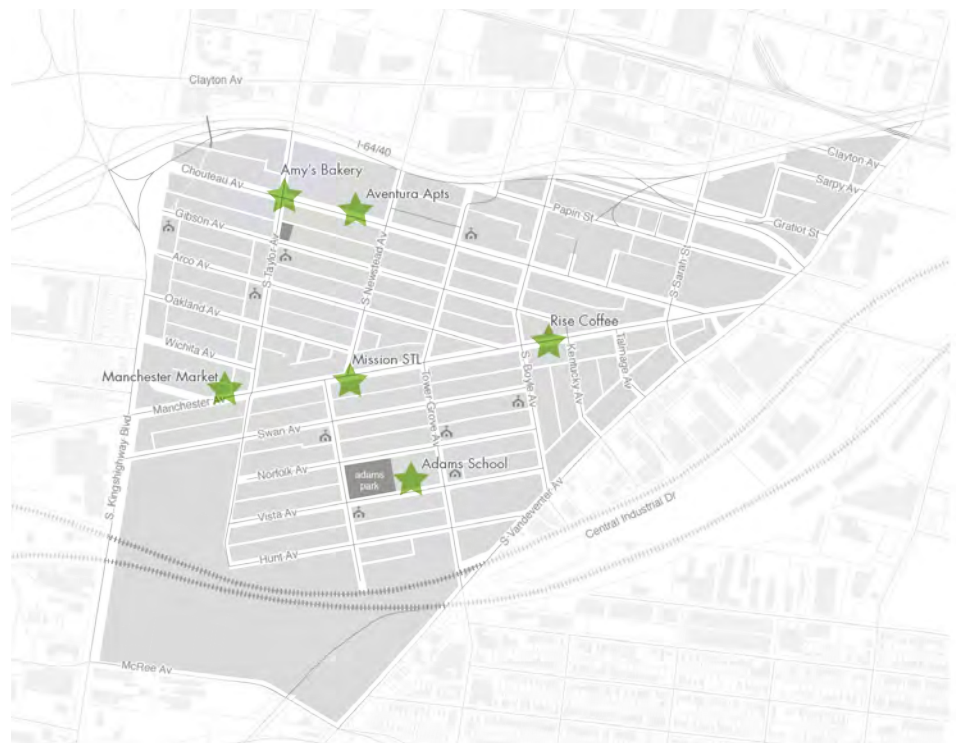 Clayton Av
I-64/40
Clayton Av
Amy's Bakery
Chouteau Av
Sarpy Av
Aventura Apts
Papin St
Gratiot St
Gibson Av
S Taylor Av
S Newstead Av
S Sarah St
Arco Av
Oakland Av
Rise Coffee
Wichita Av
Mission STL
Talmage Av
Kentucky Av
S Boyle Av
Manchester Market
Tower Grove Av
Manchester Av
Swan Av
S. Kingshighway Blvd
Adams School
Norfolk Av
adams
park
Vista Av
S Vandeventer Av
Central Industrial Dr
Hunt Av
McRee Av